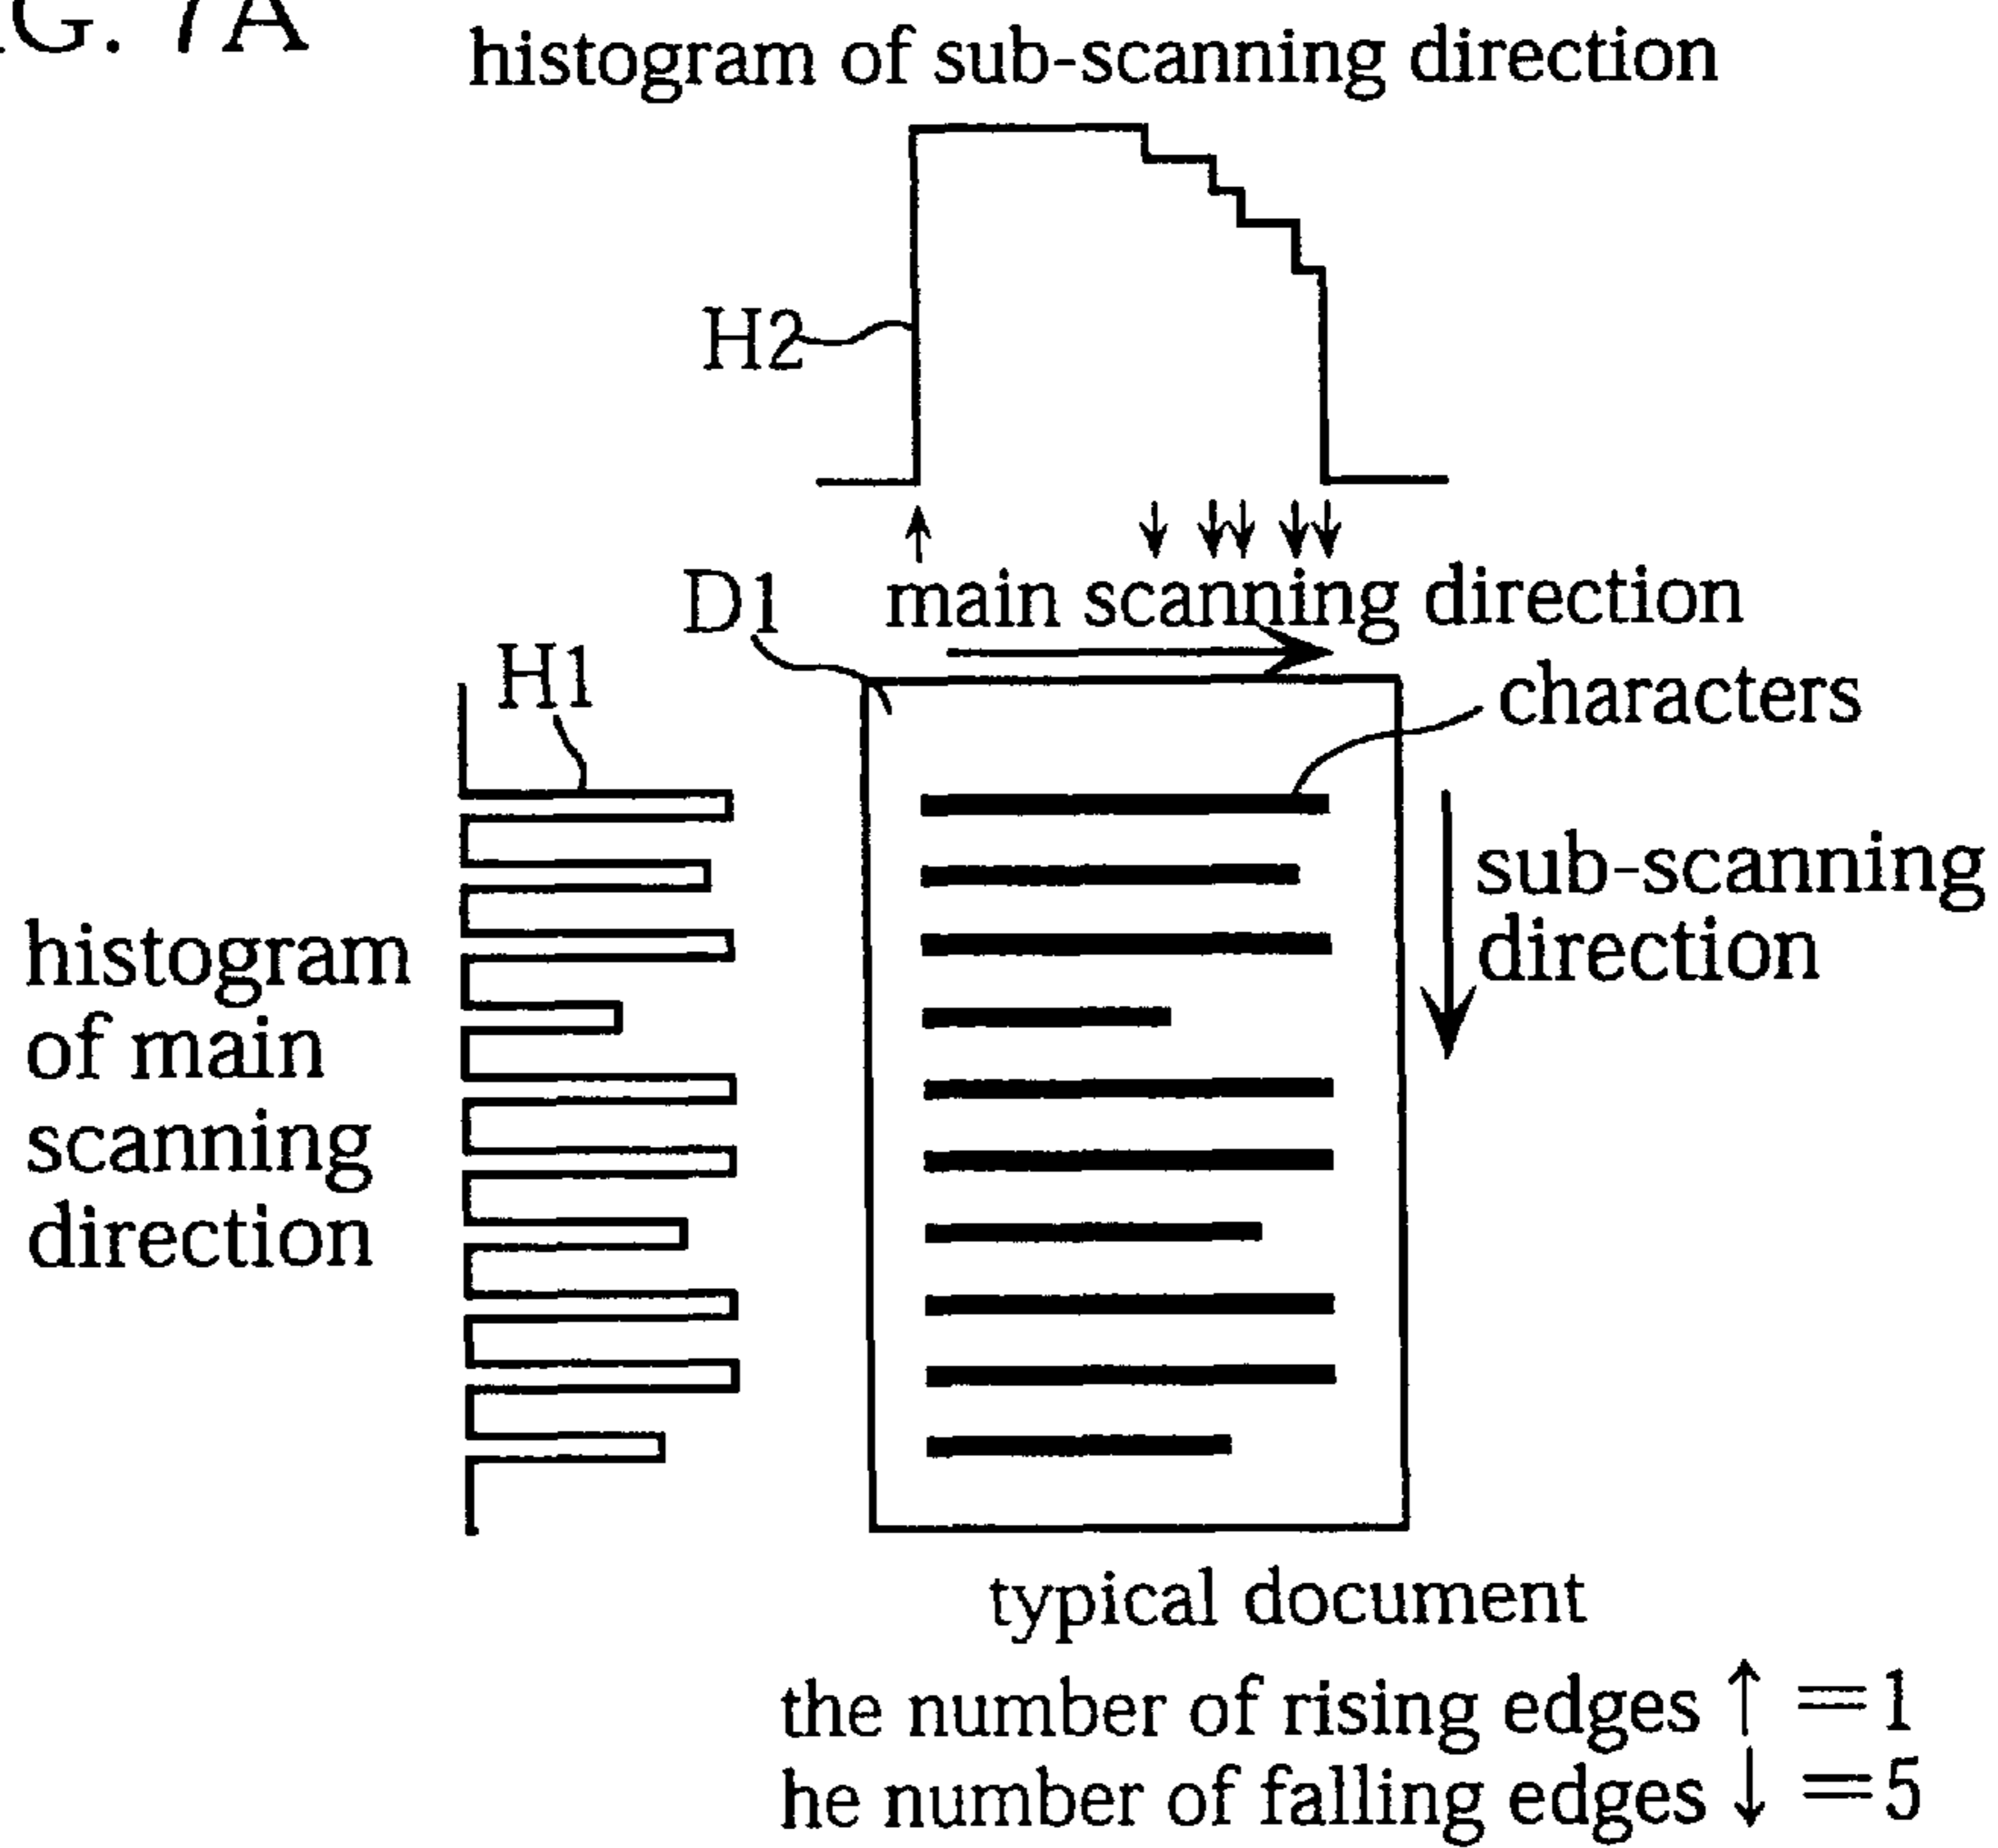 G. 7A
histogram of sub-scanning direction
H2
D1
main scanning direction
H1
characters
sub-scanning
direction
histogram
of main
scanning
direction
typical document
the number of rising edges ↑ =1
he number of falling edges ↓ =5